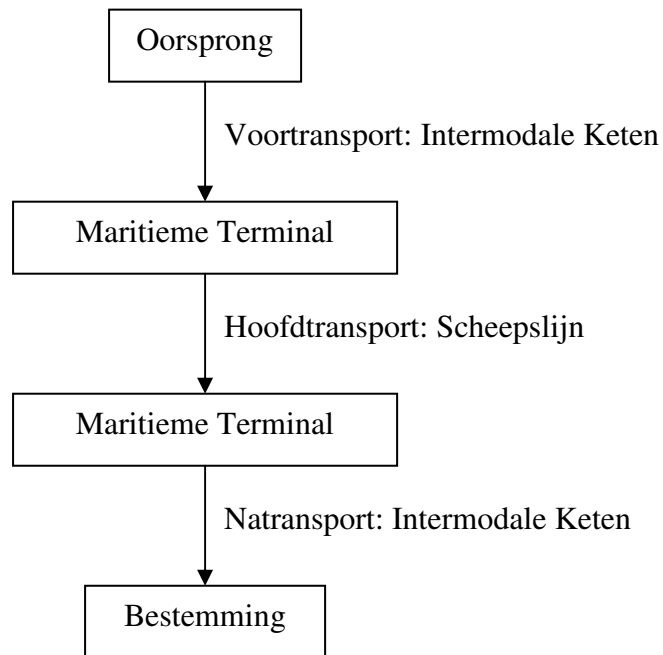 Oorsprong
Voortransport: Intermodale Keten
Maritieme Terminal
Hoofdtransport: Scheepslijn
Maritieme Terminal
Natransport: Intermodale Keten
Bestemming